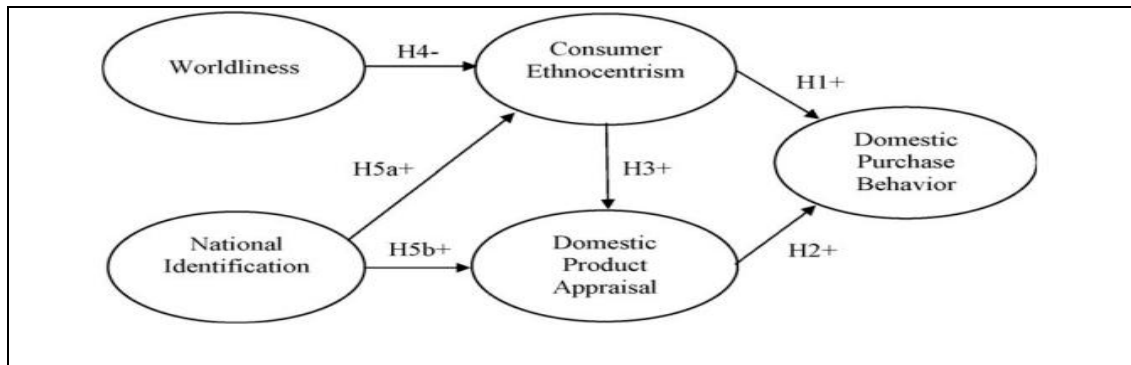 Worldliness
H4-
Consumer
Ethnocentrism
H1+
Domestic
Purchase
Behavior
H5a+
H3+
National
Identification
H5b+
Domestic
Product
Appraisal
H2+